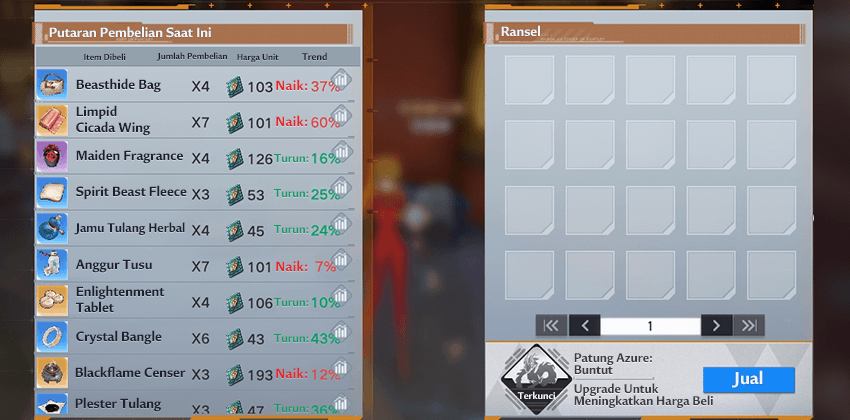 Putaran Pembelian Saat Ini
Item Dibeli Jumlah Pembelian Harga Unit Trend
Beasthide Bag X4 103 Naik: 37%
Limpid
Cicada Wing X7 101 Naik: 60%
Maiden Fragrance X4 126 Turun: 16%
Spirit Beast Fleece X3 53 Turun: 25%
Jamu Tulang Herbal X4 45 Turun: 24%
Anggur Tusu X7 101 Naik: 7%
Enlightenment
Tablet X4 106 Turun: 10%
Crystal Bangle X6 43 Turun: 43%
Blackflame Censer X3 193 Naik: 12%
Plester Tulang X3 47 Turun: 36%
Ransel
1
Patung Azure:
Buntut
Terkunci
Upgrade Untuk
Meningkatkan Harga Beli
Jual